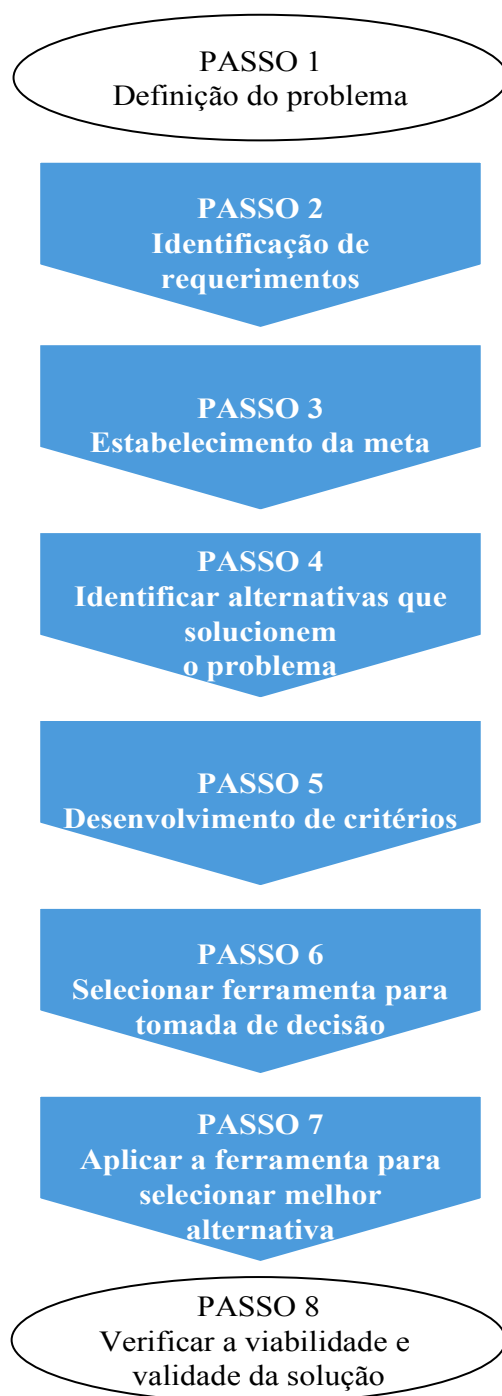 PASSO 1
Definição do problema
PASSO 2
Identificação de
requerimentos
PASSO 3
Estabelecimento da meta
PASSO 4
Identificar alternativas que
solucionem
o problema
PASSO 5
Desenvolvimento de critérios
PASSO 6
Selecionar ferramenta para
tomada de decisão
PASSO 7
Aplicar a ferramenta para
selecionar melhor
alternativa
PASSO 8
Verificar a viabilidade e
validade da solução